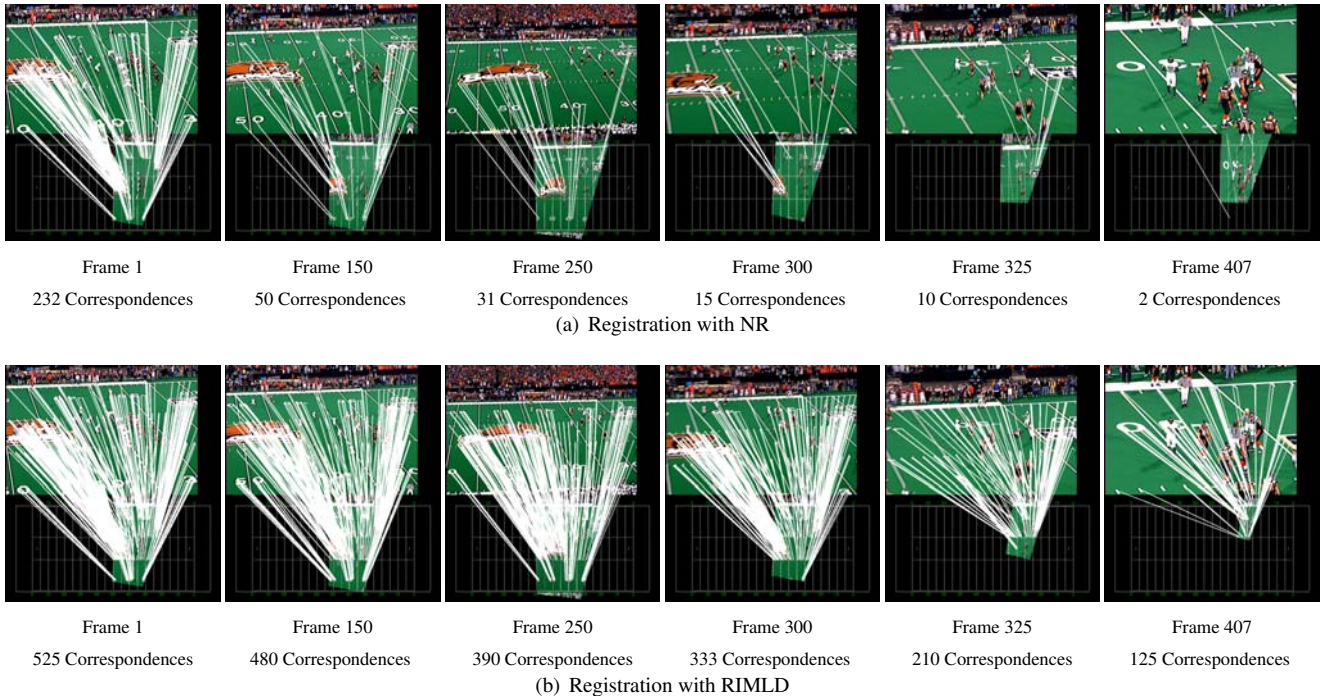 Frame 1 Frame 150 Frame 250 Frame 300 Frame 325 Frame 407
232 Correspondences 50 Correspondences 31 Correspondences 15 Correspondences 10 Correspondences 2 Correspondences
(a) Registration with NR
Frame 1 Frame 150 Frame 250 Frame 300 Frame 325 Frame 407
525 Correspondences 480 Correspondences 390 Correspondences 333 Correspondences 210 Correspondences 125 Correspondences
(b) Registration with RIMLD